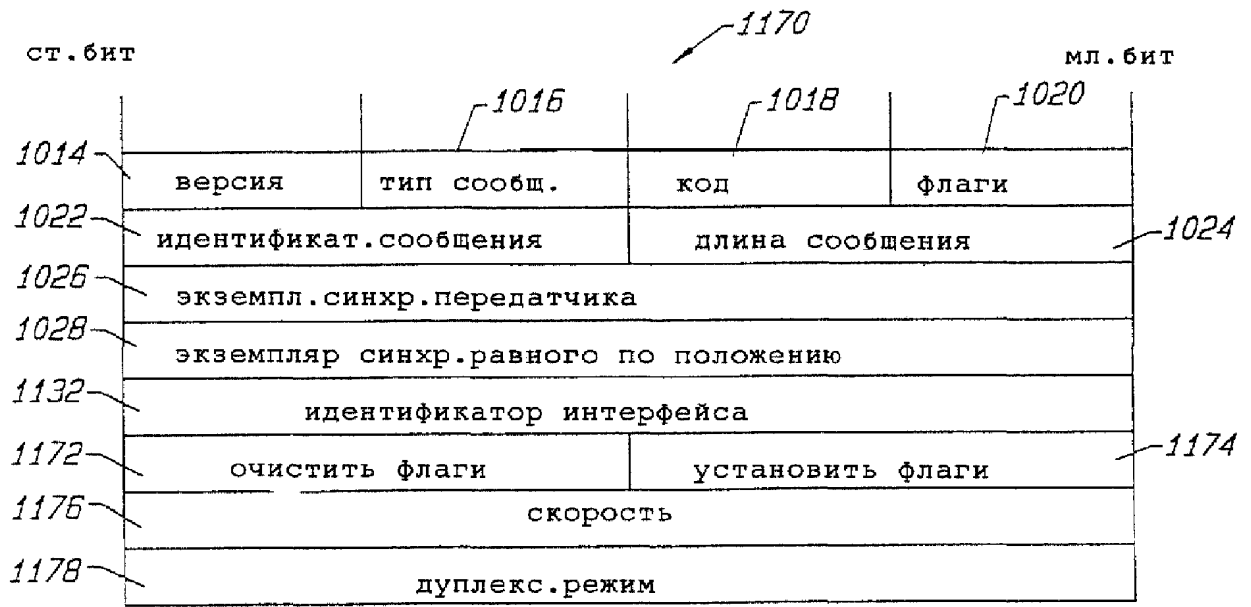 1170
ст.бит мл.бит
1016 1018 1020
1014 версия тип сообщ. код флаги
1022 идентификат.сообщения длина сообщения 1024
1026 экземпл.синхр.передатчика
1028 экземпляр синхр.равного по положению
1132 идентификатор интерфейса
1172 очистить флаги установить флаги 1174
1176 скорость
1178 дуплекс.режим